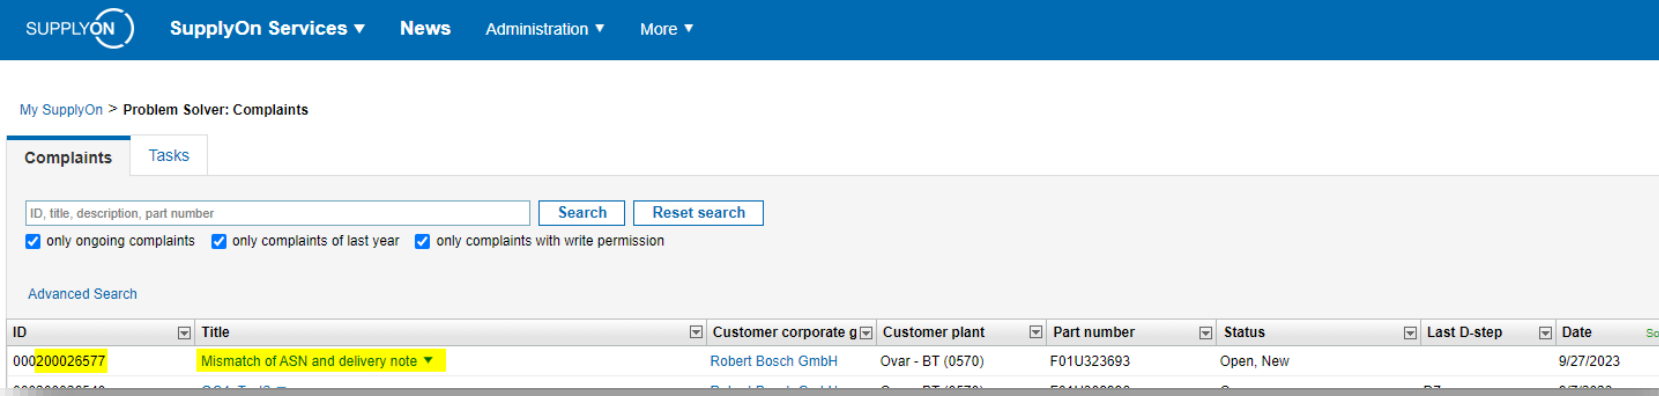 SUPPLYON SupplyOn Services News Administration More
My SupplyOn > Problem Solver: Complaints
Complaints Tasks
ID, title, description, part number Search Reset search
only ongoing complaints only complaints of last year only complaints with write permission
Advanced Search
ID Title Customer corporate g Customer plant Part number Status Last D-step Date So
000200026577 Mismatch of ASN and delivery note Robert Bosch GmbH Ovar - BT (0570) F01U323693 Open, New 9/27/2023